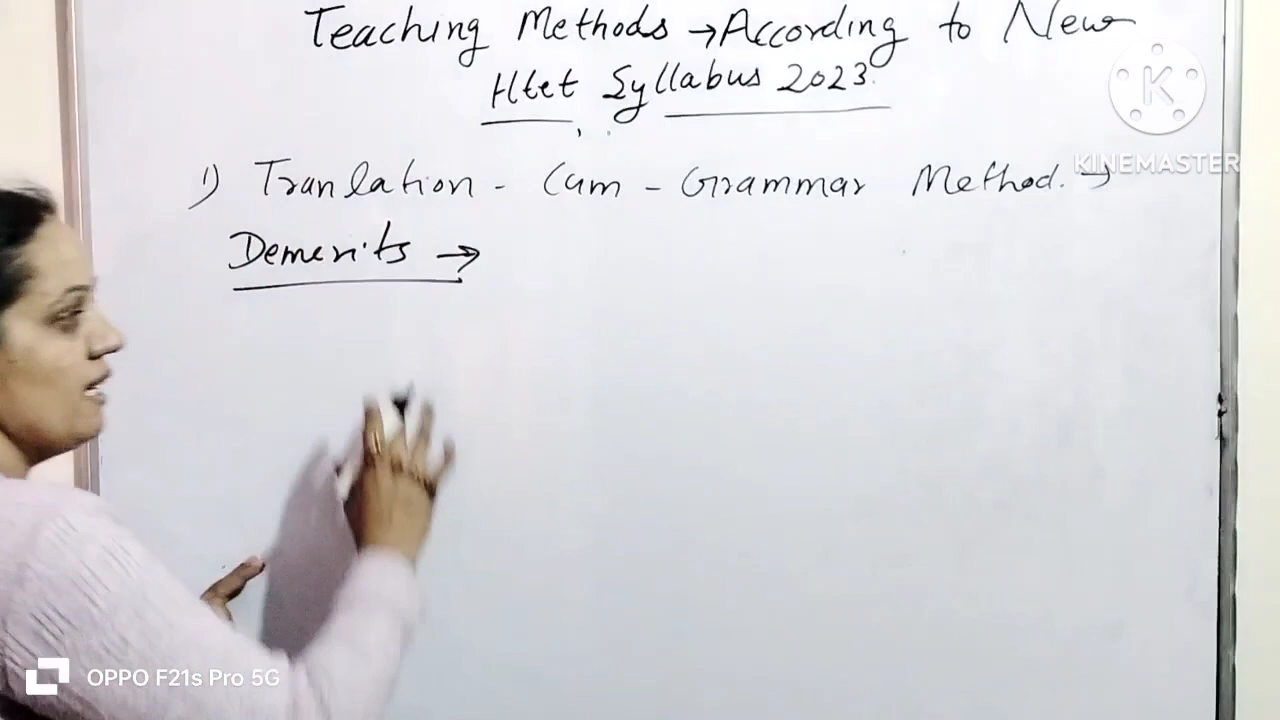 Teaching Methods → According to New
Htet Syllabus 2023.
1) Tranlation - Cum - Grammar Method. →
Demerits →
K
KINEMASTER
OPPO F21s Pro 5G